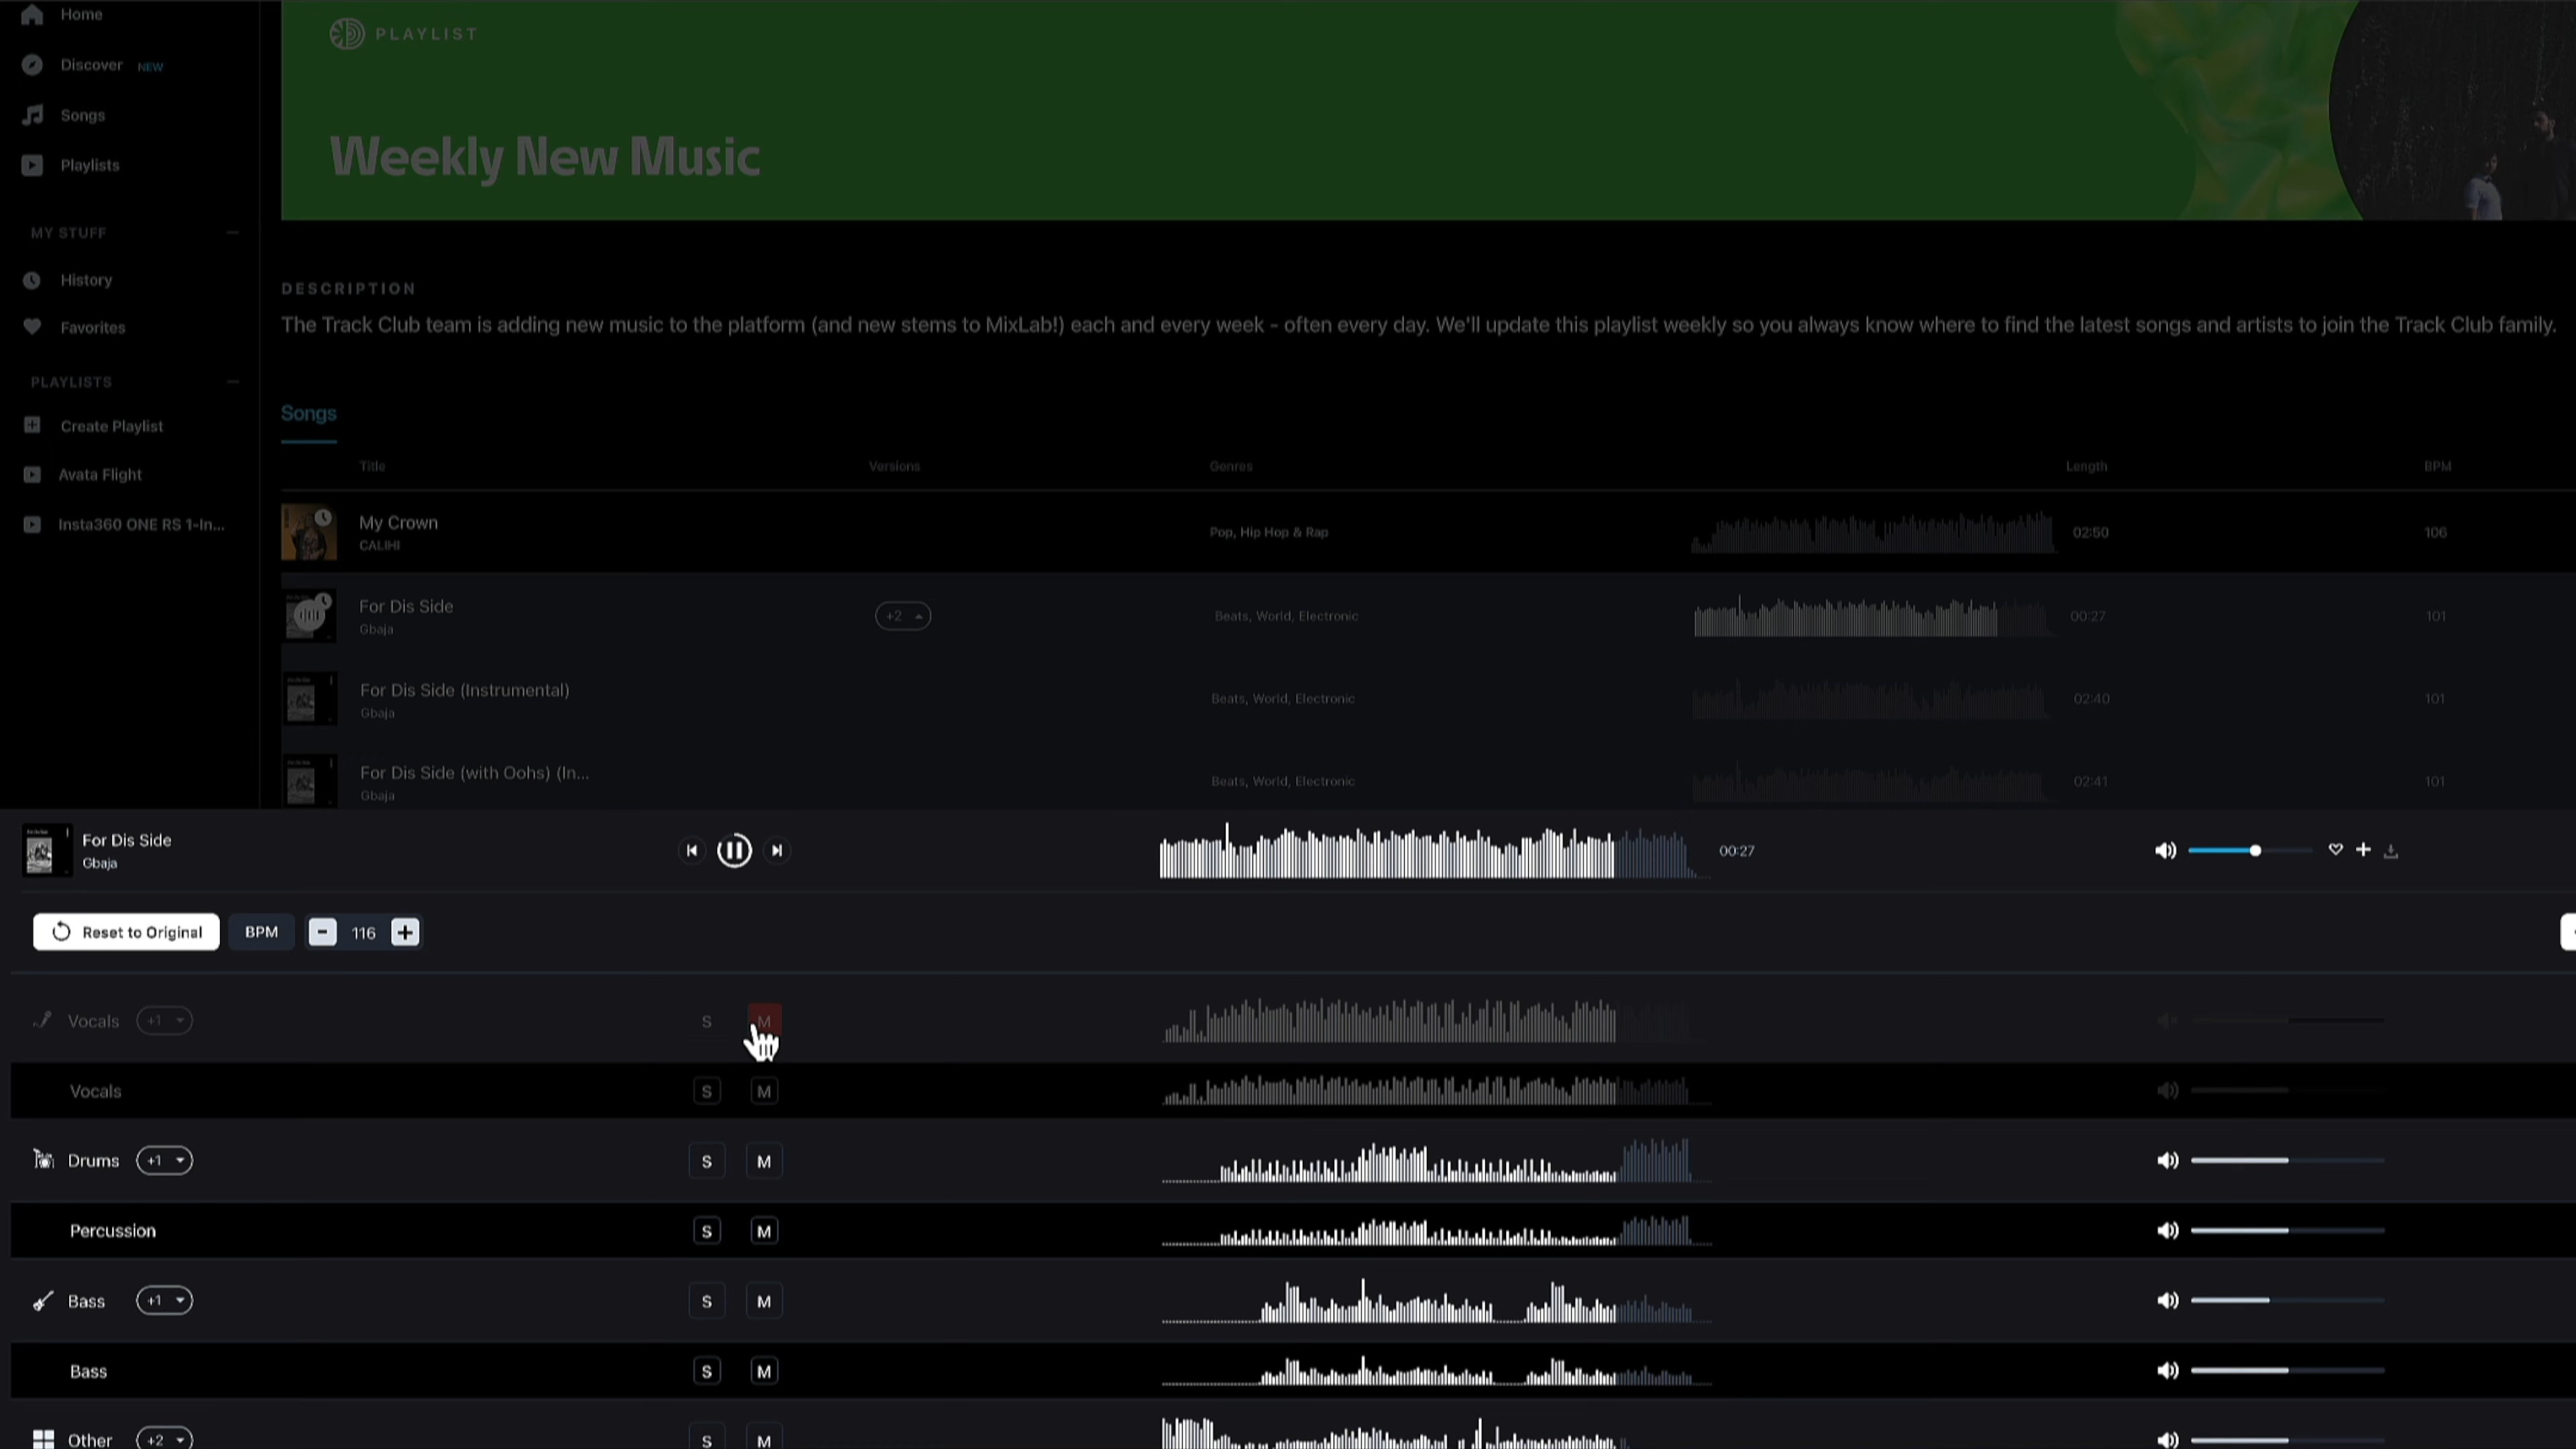 Home
Discover NEW
Songs
Playlists
MY STUFF
History
Favorites
PLAYLISTS
Create Playlist
Avata Flight
Insta360 ONE RS 1-In...
PLAYLIST
Weekly New Music
DESCRIPTION
The Track Club team is adding new music to the platform (and new stems to MixLab!) each and every week - often every day. We'll update this playlist weekly so you always know where to find the latest songs and artists to join the Track Club family.
Songs
Title Versions Genres Length BPM
My Crown
CALIHI
Pop, Hip Hop & Rap 02:50 106
For Dis Side
Gbaja
+2 Beats, World, Electronic 00:27 101
For Dis Side (Instrumental)
Gbaja
Beats, World, Electronic 02:40 101
For Dis Side (with Oohs) (In...
Gbaja
Beats, World, Electronic 02:41 101
For Dis Side
Gbaja
00:27
Reset to Original BPM - 116 +
Vocals +1 S M
Vocals S M
Drums +1 S M
Percussion S M
Bass +1 S M
Bass S M
Other +2 S M